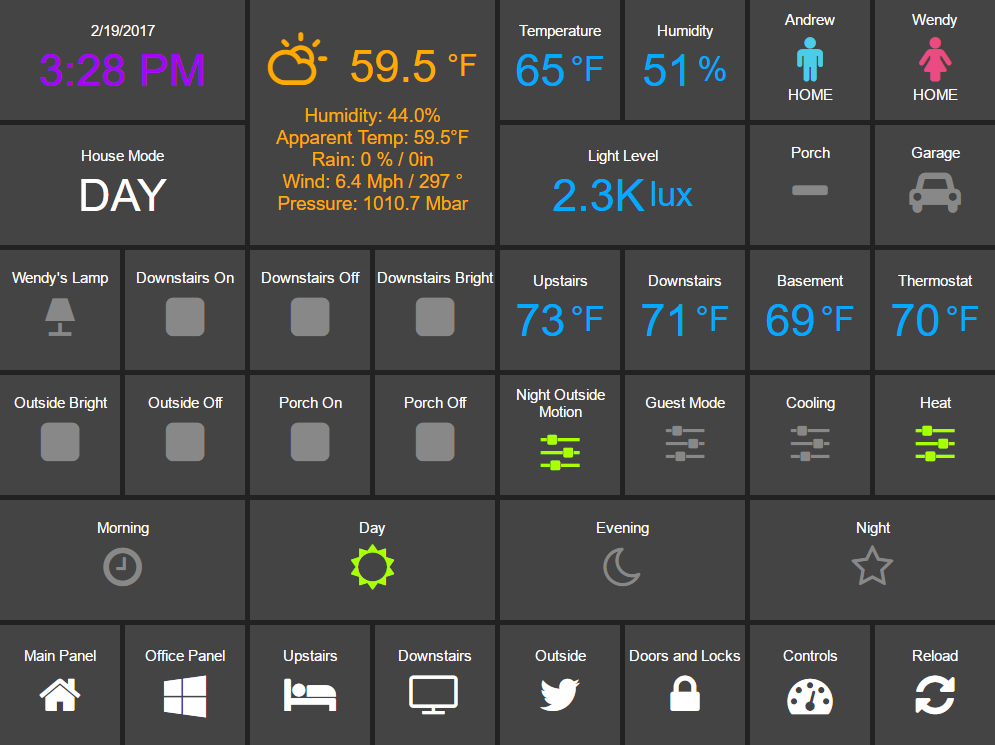 2/19/2017
3:28 PM
59.5 °F
Humidity: 44.0%
Apparent Temp: 59.5°F
Rain: 0 % / 0in
Wind: 6.4 Mph / 297 °
Pressure: 1010.7 Mbar
Temperature
65 °F
Humidity
51 %
Andrew
HOME
Wendy
HOME
House Mode
DAY
Light Level
2.3K lux
Porch
Garage
Wendy's Lamp
Downstairs On
Downstairs Off
Downstairs Bright
Upstairs
73 °F
Downstairs
71 °F
Basement
69 °F
Thermostat
70 °F
Outside Bright
Outside Off
Porch On
Porch Off
Night Outside
Motion
Guest Mode
Cooling
Heat
Morning
Day
Evening
Night
Main Panel
Office Panel
Upstairs
Downstairs
Outside
Doors and Locks
Controls
Reload